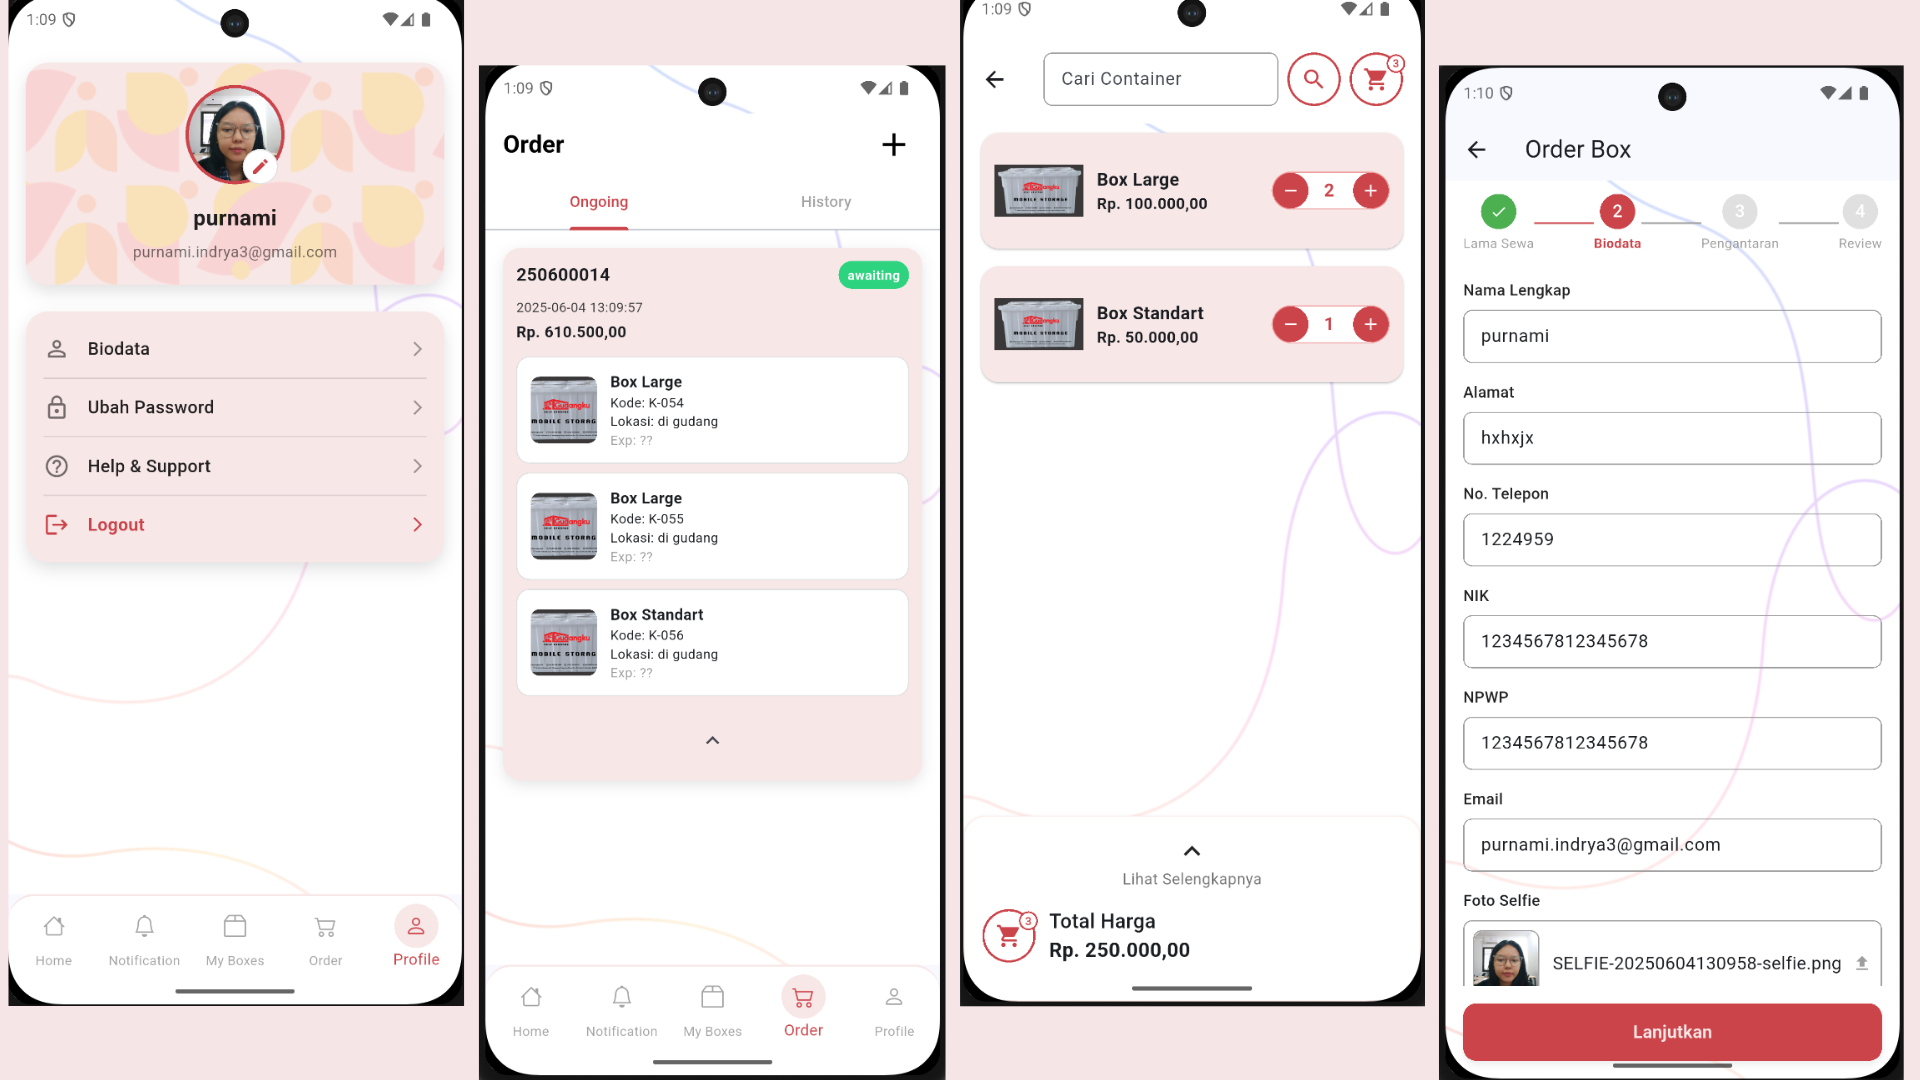 1:09
purnami
purnami.indrya3@gmail.com
Biodata
Ubah Password
Help & Support
Logout
Home
Notification
My Boxes
Order
Profile
1:09
Order
Ongoing
History
250600014
awaiting
2025-06-04 13:09:57
Rp. 610.500,00
Box Large
Kode: K-054
Lokasi: di gudang
Exp: ??
Box Large
Kode: K-055
Lokasi: di gudang
Exp: ??
Box Standart
Kode: K-056
Lokasi: di gudang
Exp: ??
Home
Notification
My Boxes
Order
Profile
1:09
Cari Container
3
Box Large
Rp. 100.000,00
2
Box Standart
Rp. 50.000,00
1
Lihat Selengkapnya
3
Total Harga
Rp. 250.000,00
1:10
Order Box
2
3
4
Lama Sewa
Biodata
Pengantaran
Review
Nama Lengkap
purnami
Alamat
hxhxjx
No. Telepon
1224959
NIK
1234567812345678
NPWP
1234567812345678
Email
purnami.indrya3@gmail.com
Foto Selfie
SELFIE-20250604130958-selfie.png
Lanjutkan